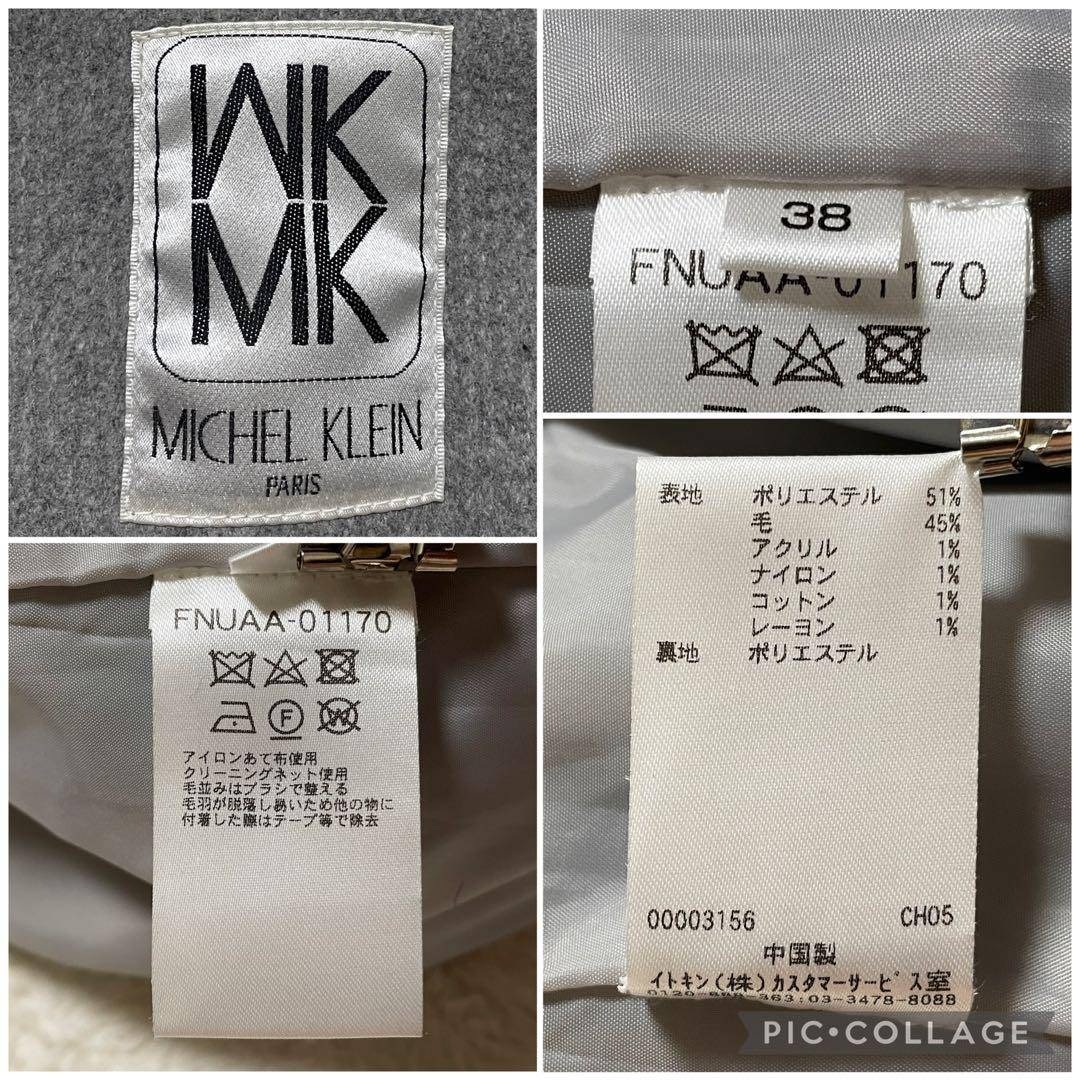 MK
MK
MICHEL KLEIN
PARIS
38
FNUAA-01170
表地 ポリエステル 51%
毛 45%
アクリル 1%
ナイロン 1%
コットン 1%
レーヨン 1%
裏地 ポリエステル
00003156 CH05
中国製
イトキン(株)カスタマーサービス室
03-3478-8088
FNUAA-01170
F
W
アイロンあて布使用
クリーニングネット使用
毛並みはブラシで整える
毛羽が脱落し易いため他の物に
付着した際はテープ等で除去
PIC•COLLAGE